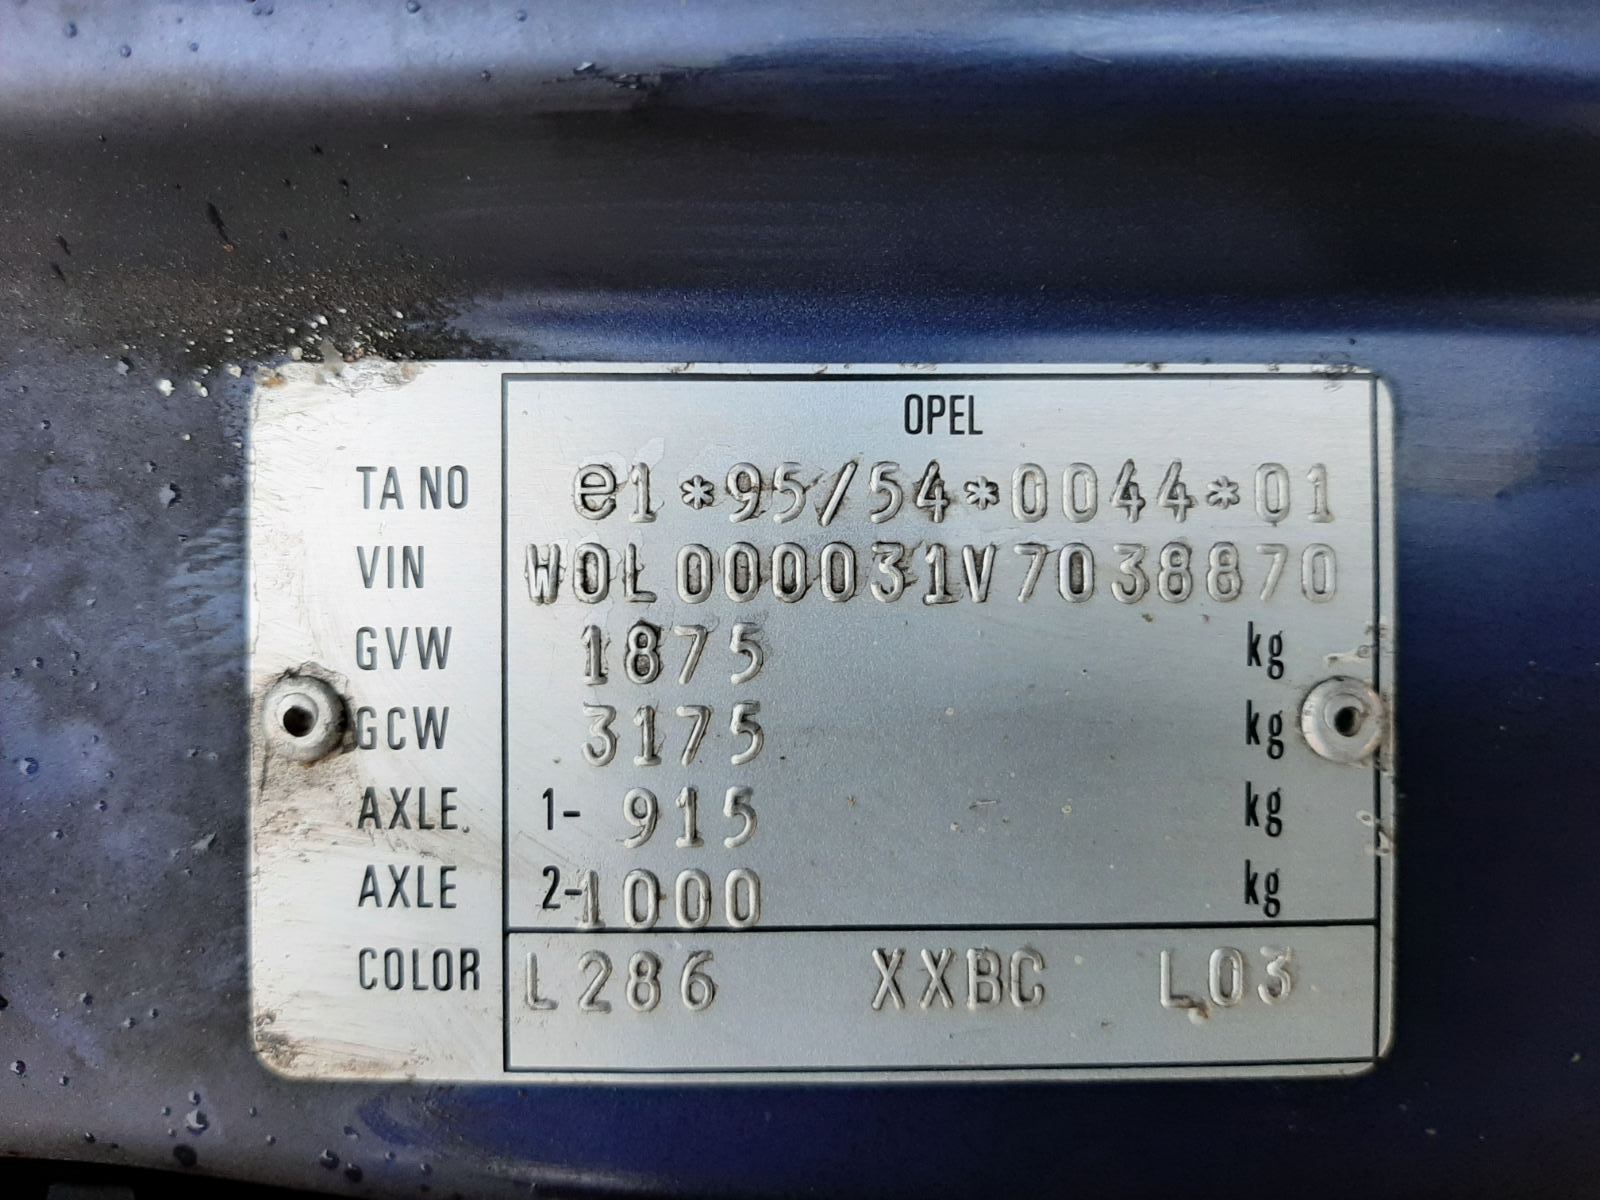 OPEL
TA NO e1*95/54*0044*01
VIN W0L000031V7038870
GVW 1875 kg
GCW 3175 kg
AXLE 1- 915 kg
AXLE 2- 1000 kg
COLOR L286 XXBC L03